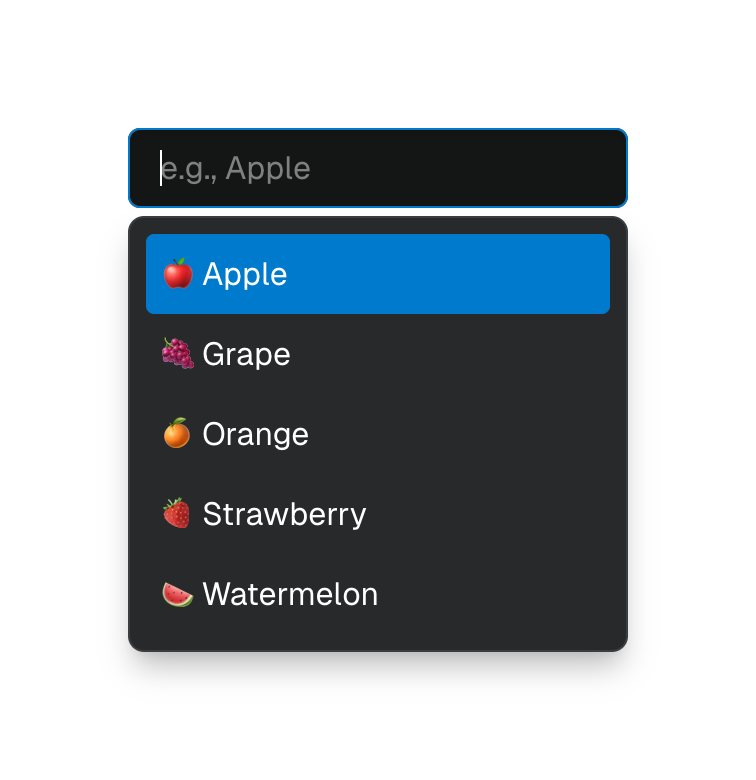 e.g., Apple
🍎 Apple
🍇 Grape
🍊 Orange
🍓 Strawberry
🍉 Watermelon